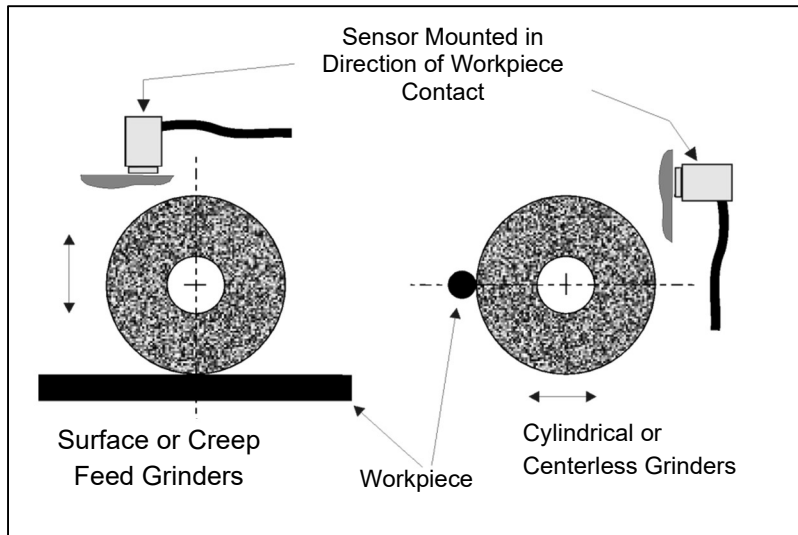 Sensor Mounted in
Direction of Workpiece
Contact
Surface or Creep
Feed Grinders
Workpiece
Cylindrical or
Centerless Grinders